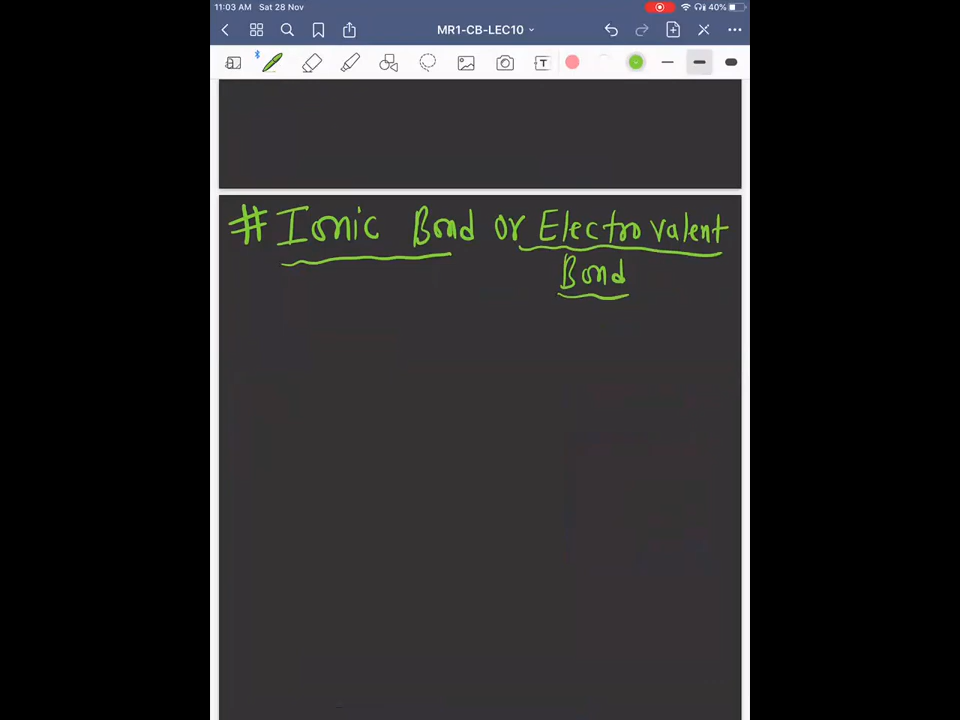 11:03 AM Sat 28 Nov 40%
MR1-CB-LEC10
T
# Ionic Bond or Electrovalent
Bond